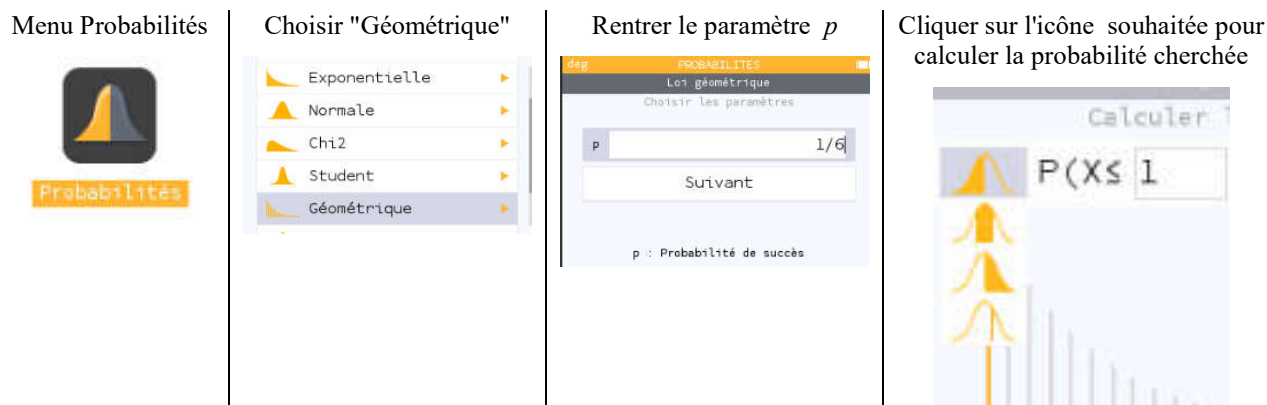 Menu Probabilités
Probabilités
Choisir "Géométrique"
Exponentielle
Normale
Chi2
Student
Géométrique
Rentrer le paramètre p
deg PROBABILITES
Loi géométrique
Choisir les paramètres
p 1/6
Suivant
p : Probabilité de succès
Cliquer sur l'icône souhaitée pour
calculer la probabilité cherchée
Calculer
P(X≤ 1